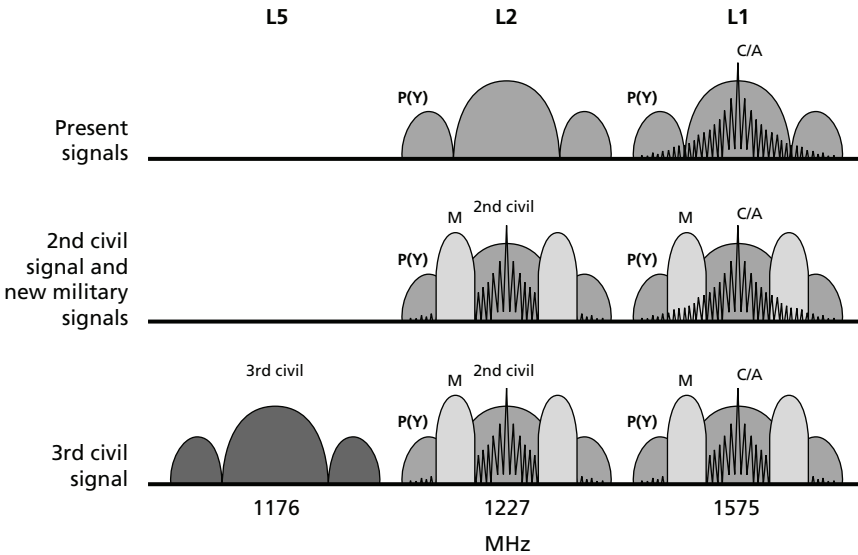 L5 L2 L1
C/A
P(Y) P(Y)
Present
signals
M 2nd civil M C/A
2nd civil
signal and
new military
signals
P(Y) P(Y)
3rd civil M 2nd civil M C/A
P(Y) P(Y)
3rd civil
signal
1176 1227 1575
MHz